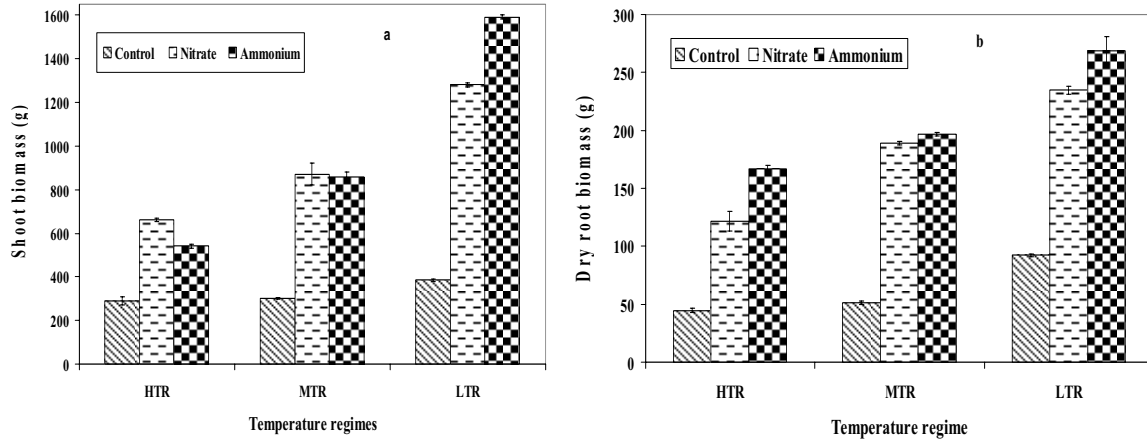 1600
1400
1200
1000
800
600
400
200
0
Shoot biomass (g)
a
Control Nitrate Ammonium
HTR MTR LTR
Temperature regimes
300
250
200
150
100
50
0
Dry root biomass (g)
b
Control Nitrate Ammonium
HTR MTR LTR
Temperature regime